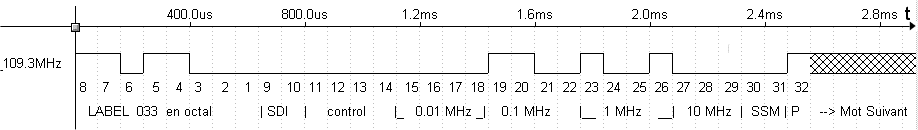 400.0us 800.0us 1.2ms 1.6ms 2.0ms 2.4ms t 2.8ms
109.3MHz
8 7 6 5 4 3 2 1 9 10 11 12 13 14 15 16 17 18 19 20 21 22 23 24 25 26 27 28 29 30 31 32
LABEL 033 en octal | SDI | control |_ 0.01 MHz _| 0.1 MHz |__ 1 MHz __| 10 MHz | SSM | P --> Mot Suivant